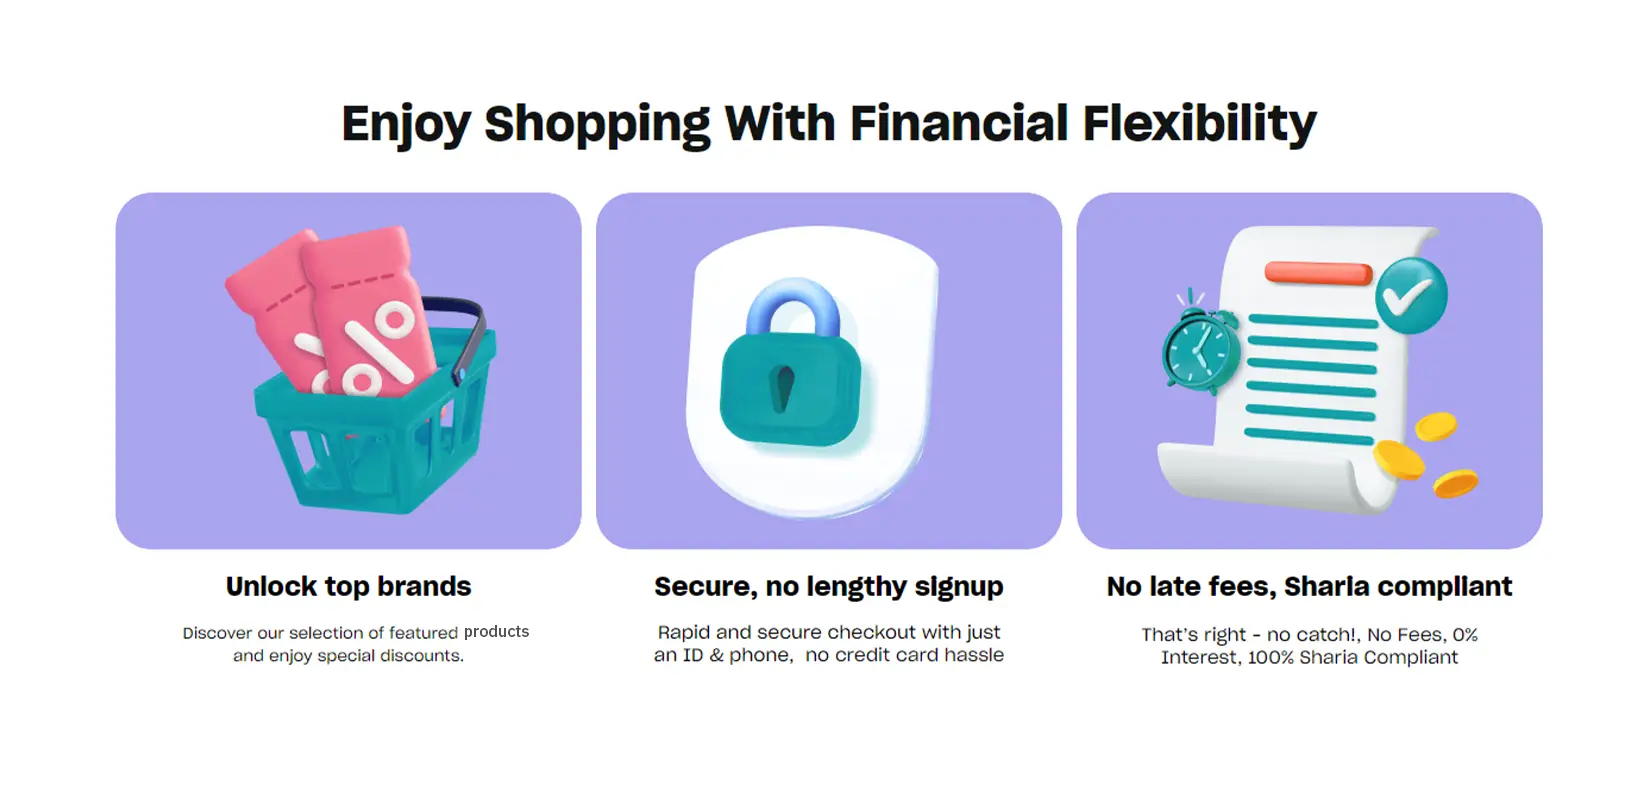 Enjoy Shopping With Financial Flexibility
Unlock top brands
Discover our selection of featured products
and enjoy special discounts.
Secure, no lengthy signup
Rapid and secure checkout with just
an ID & phone,  no credit card hassle
No late fees, Sharia compliant
That's right - no catch!, No Fees, 0%
Interest, 100% Sharia Compliant